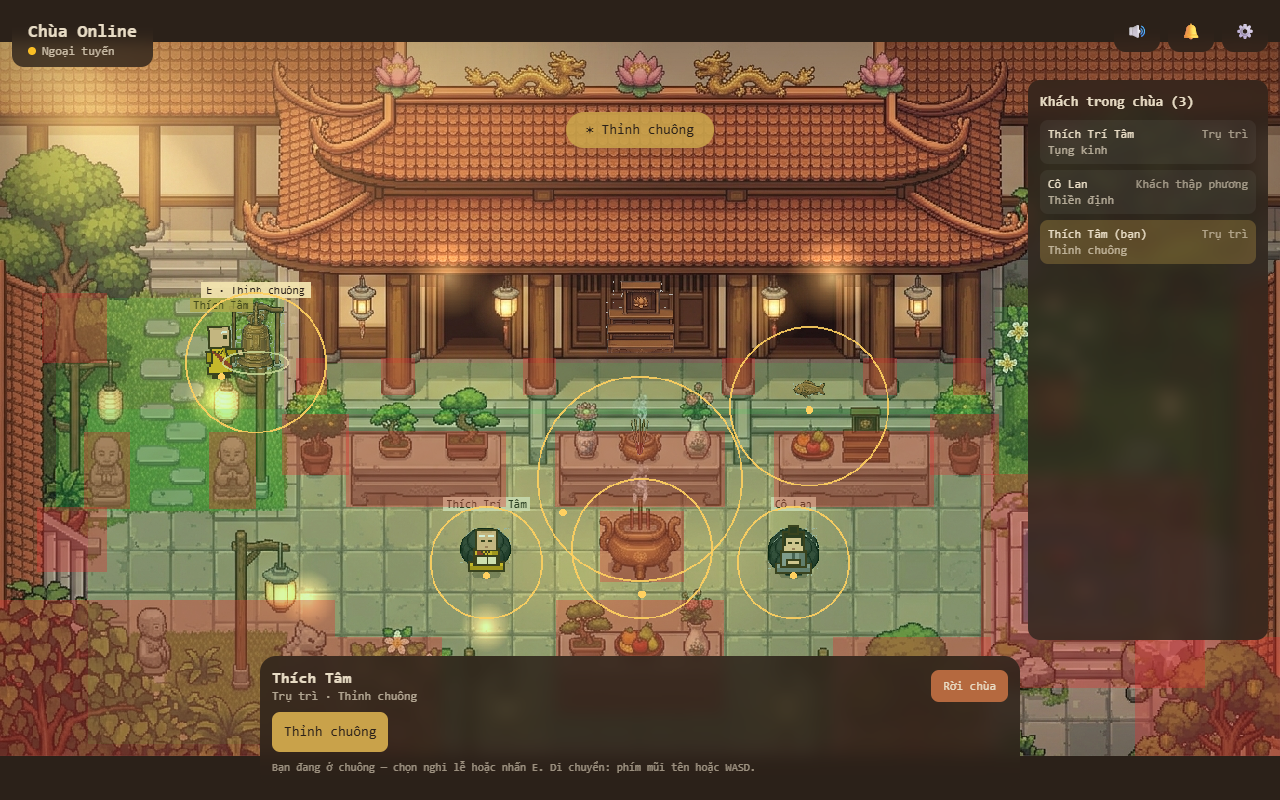 Chùa Online
Ngoại tuyến
* Thỉnh chuông
Khách trong chùa (3)
Thích Trí Tâm Trụ trì
Tụng kinh
Cô Lan Khách thập phương
Thiền định
Thích Tâm (bạn) Trụ trì
Thỉnh chuông
E · Thỉnh chuông
Thích Tâm
Thích Trí Tâm
Cô Lan
Thích Tâm
Trụ trì · Thỉnh chuông
Rời chùa
Thỉnh chuông
Bạn đang ở chuông — chọn nghi lễ hoặc nhấn E. Di chuyển: phím mũi tên hoặc WASD.